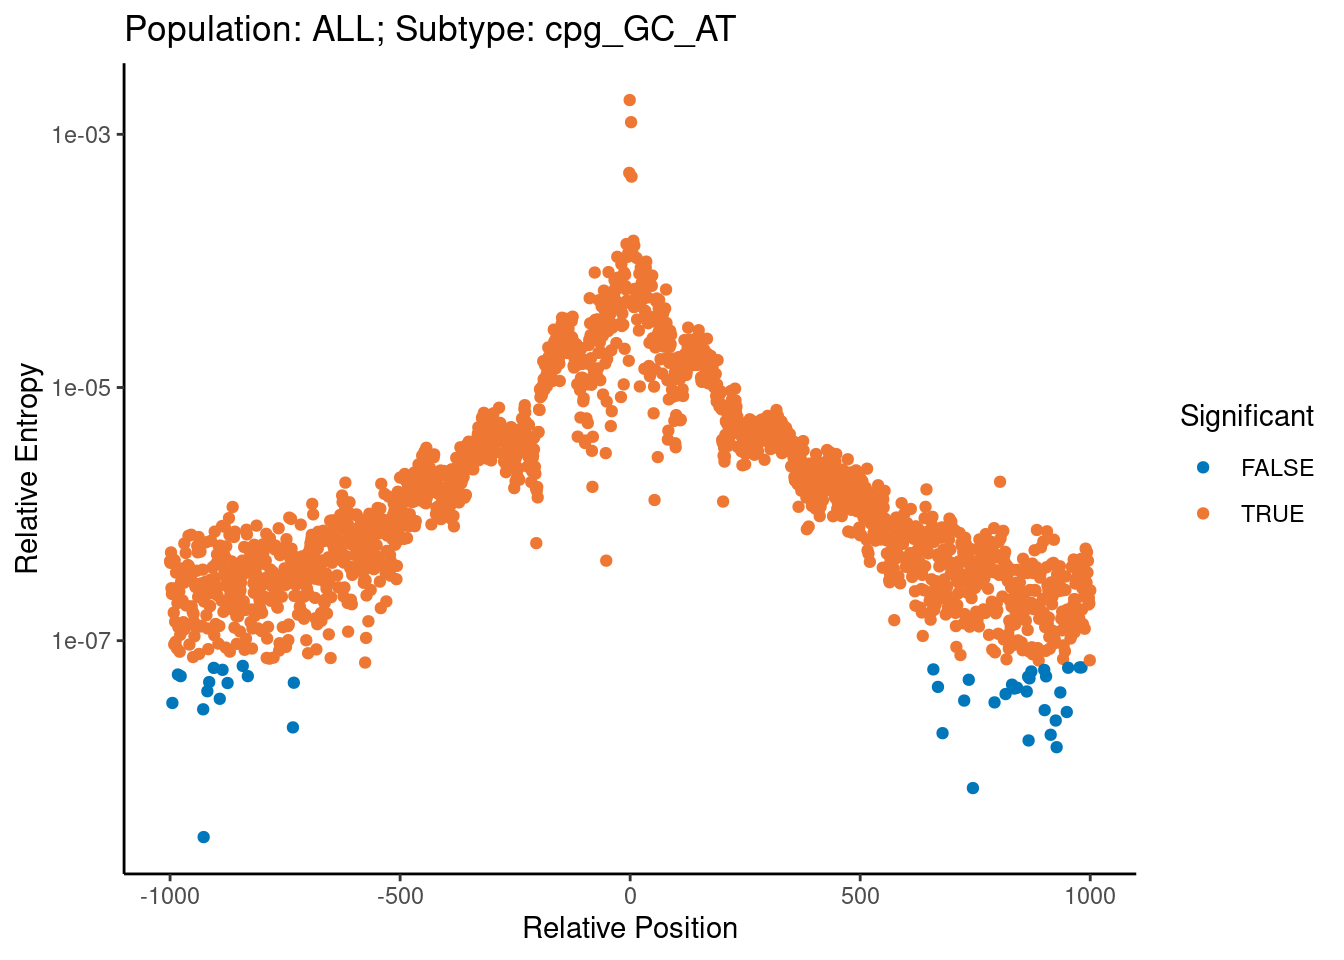 Population: ALL; Subtype: cpg_GC_AT
1e-03
1e-05
1e-07
Relative Entropy
-1000
-500
0
500
1000
Relative Position
Significant
FALSE
TRUE